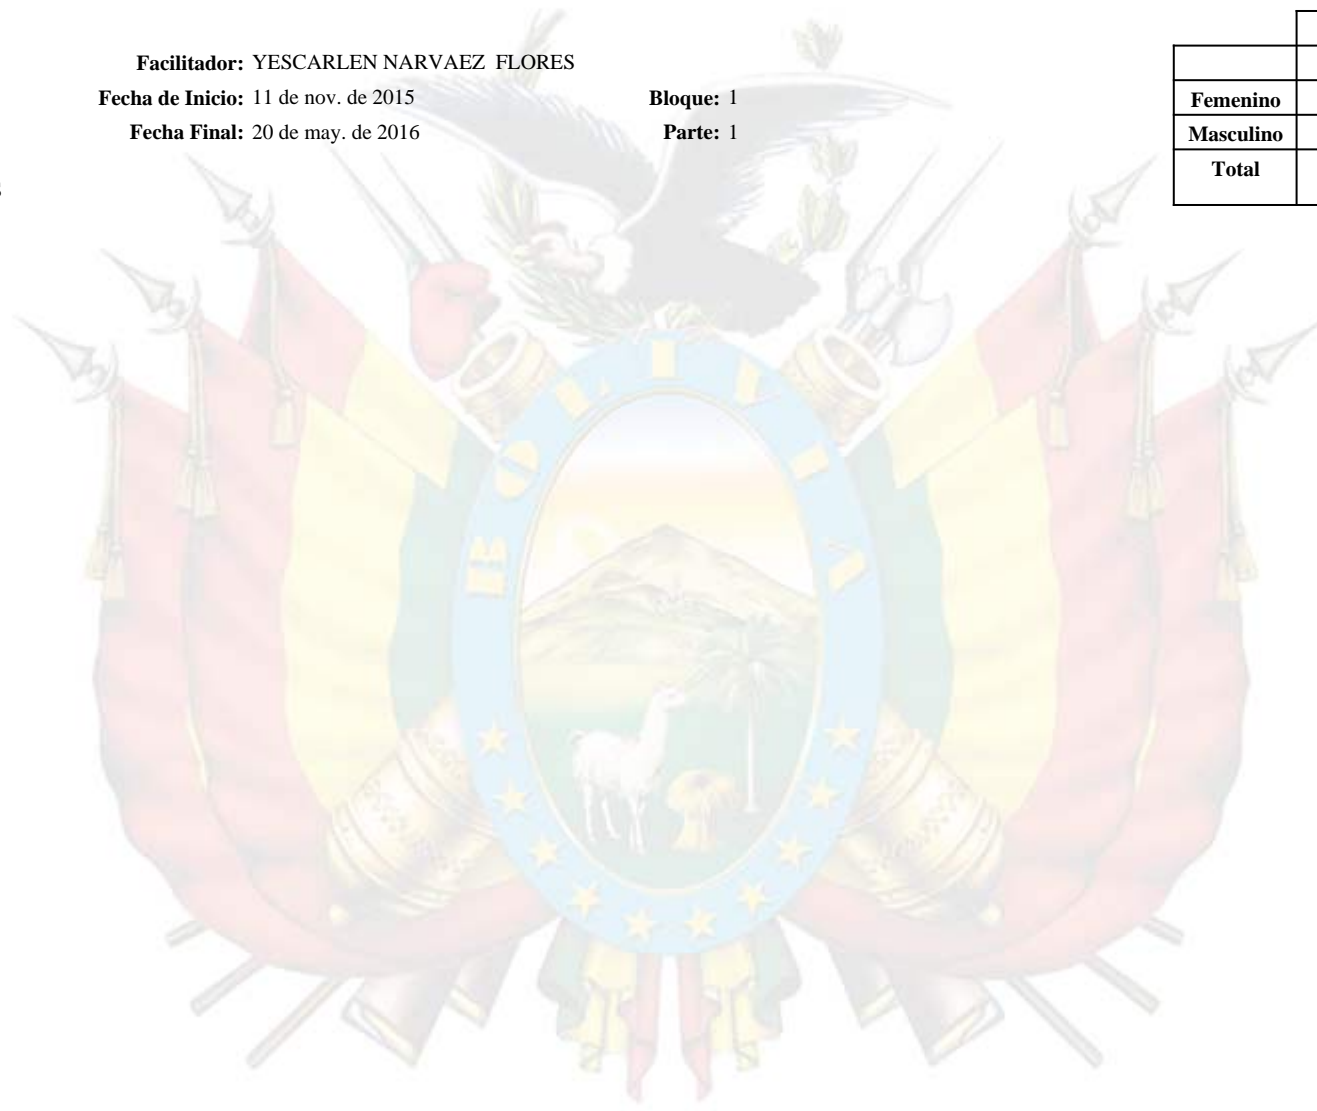 Facilitador: YESCARLEN NARVAEZ FLORES
Fecha de Inicio: 11 de nov. de 2015 Bloque: 1
Fecha Final: 20 de may. de 2016 Parte: 1
Femenino
Masculino
Total
BOLIVIA